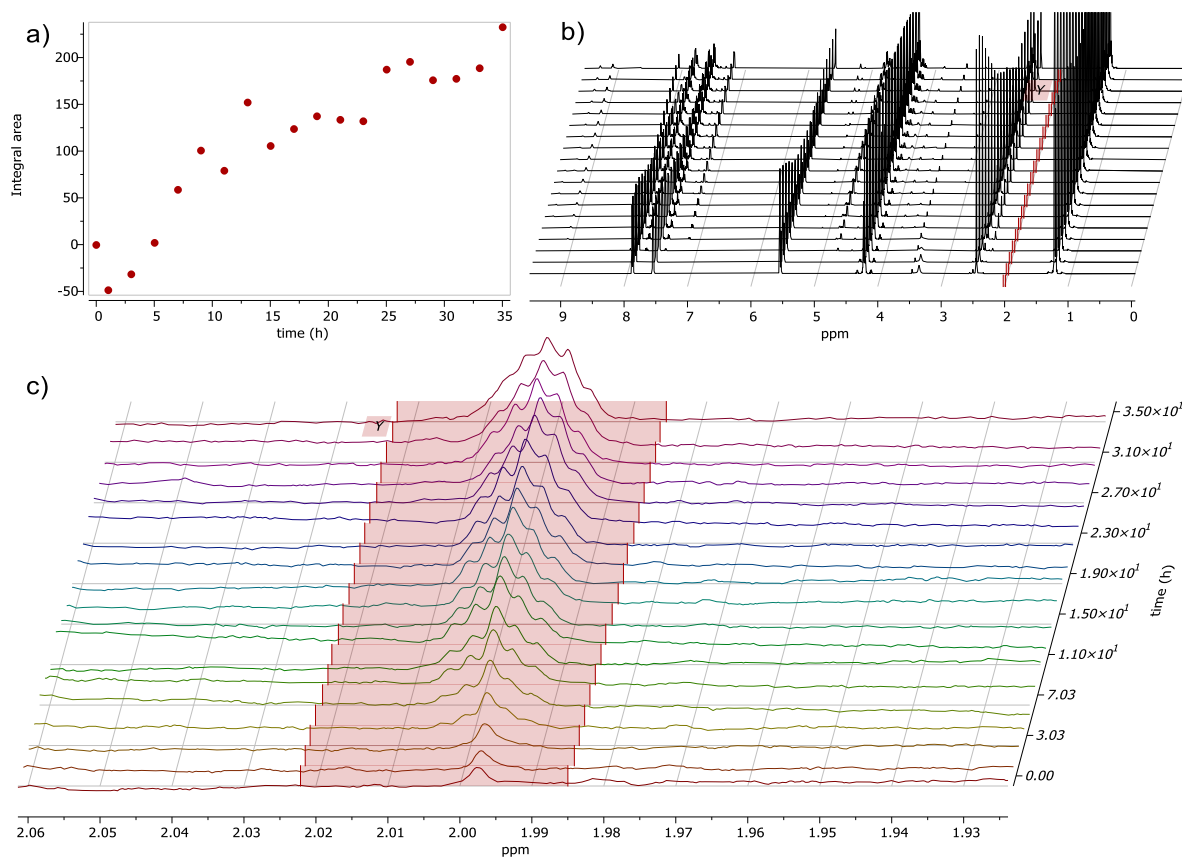 a)
Integral area
200
150
100
50
0
-50
0 5 10 15 20 25 30 35
time (h)
b)
Y
9 8 7 6 5 4 3 2 1 0
ppm
c)
Y
3.50×10¹
3.10×10¹
2.70×10¹
2.30×10¹
1.90×10¹
1.50×10¹
1.10×10¹
7.03
3.03
0.00
time (h)
2.06 2.05 2.04 2.03 2.02 2.01 2.00 1.99 1.98 1.97 1.96 1.95 1.94 1.93
ppm